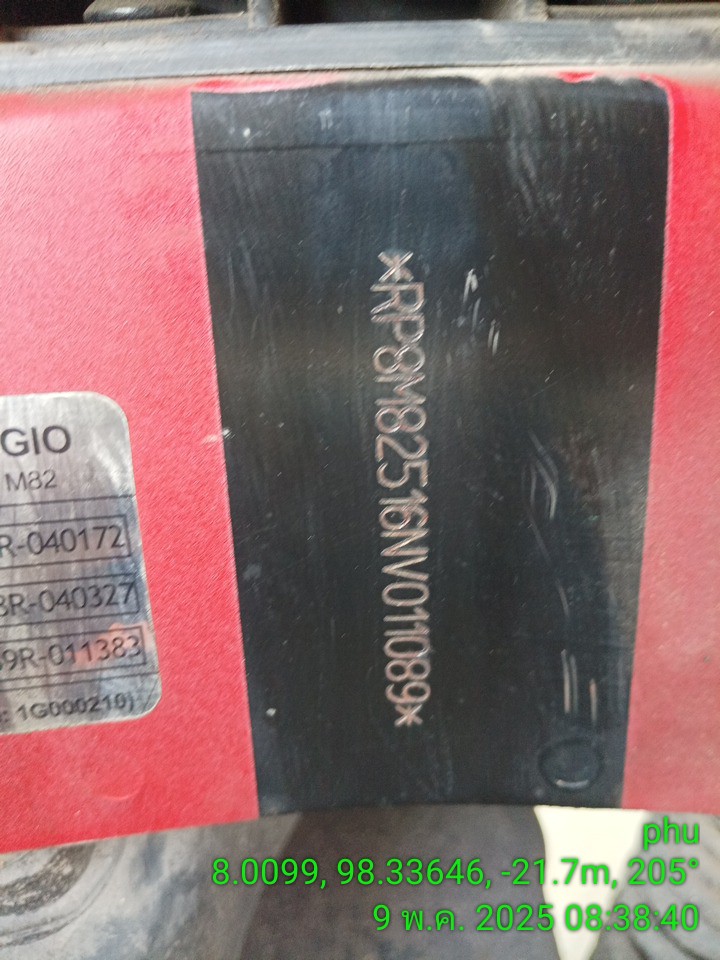 GIO
M82
R-040172
3R-040327
9R-011383
: 1G000210)
*RP8M82516NV011089*
phu
8.0099, 98.33646, -21.7m, 205°
9 พ.ค. 2025 08:38:40